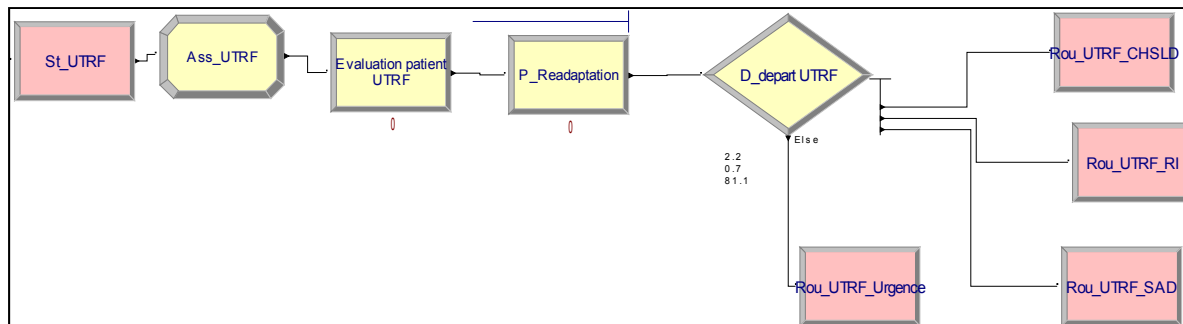 St_UTRF
Ass_UTRF
Evaluation patient
UTRF
0
P_Readaptation
0
D_depart UTRF
Else
2.2
0.7
81.1
Rou_UTRF_CHSLD
Rou_UTRF_RI
Rou_UTRF_SAD
Rou_UTRF_Urgence